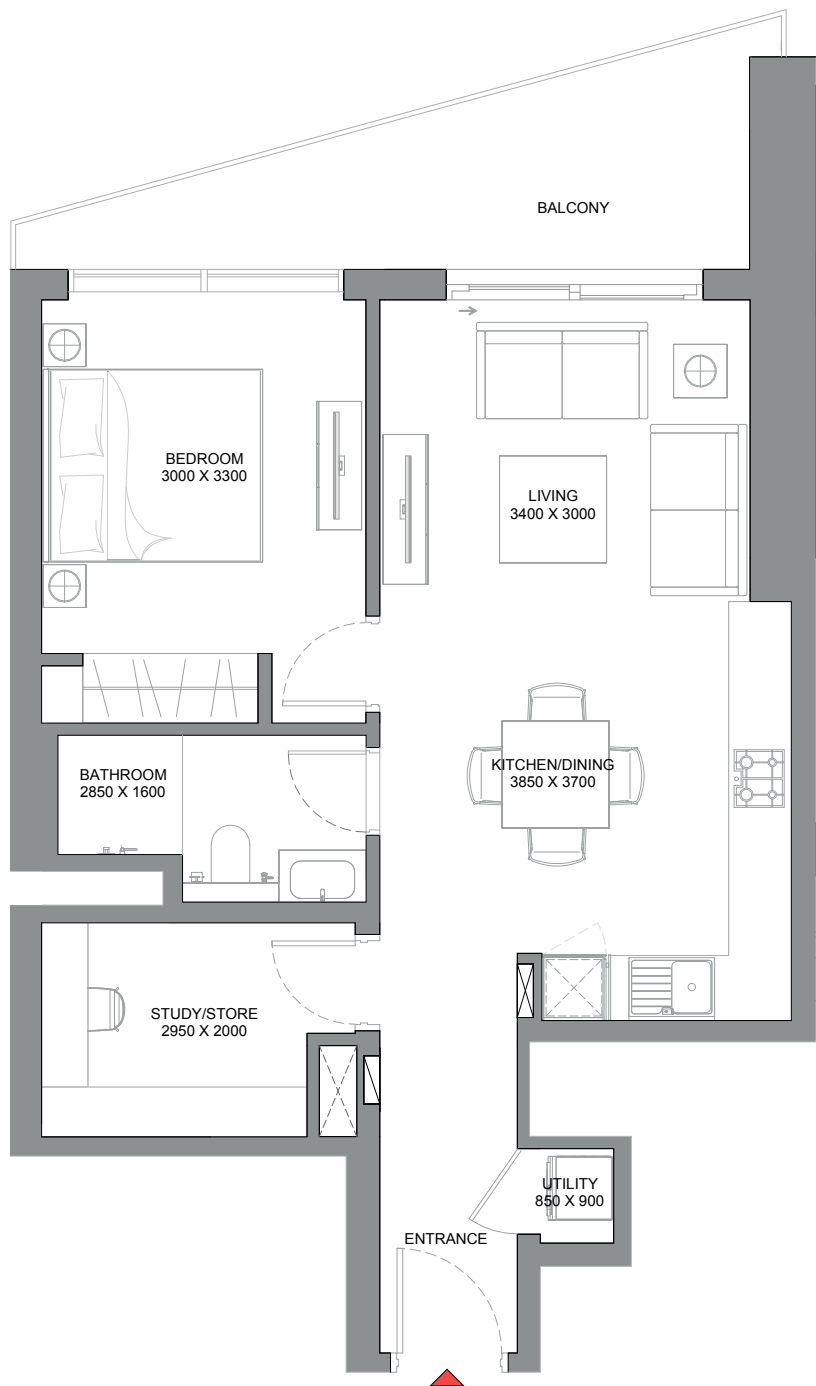 BALCONY
BEDROOM
3000 X 3300
LIVING
3400 X 3000
KITCHEN/DINING
3850 X 3700
BATHROOM
2850 X 1600
STUDY/STORE
2950 X 2000
UTILITY
850 X 900
ENTRANCE